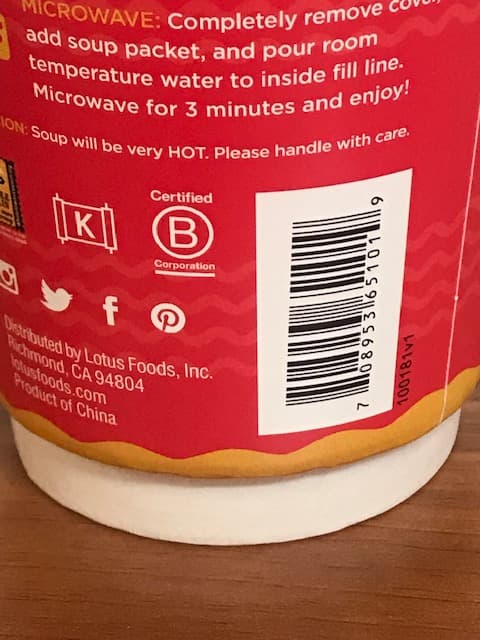 MICROWAVE: Completely remove
add soup packet, and pour room
temperature water to inside fill line.
Microwave for 3 minutes and enjoy!
ION: Soup will be very HOT. Please handle with care.
K
Certified
B
Corporation
f
Distributed by Lotus Foods, Inc.
Richmond, CA 94804
lotusfoods.com
Product of China
7 08953 65101 9
100181V1